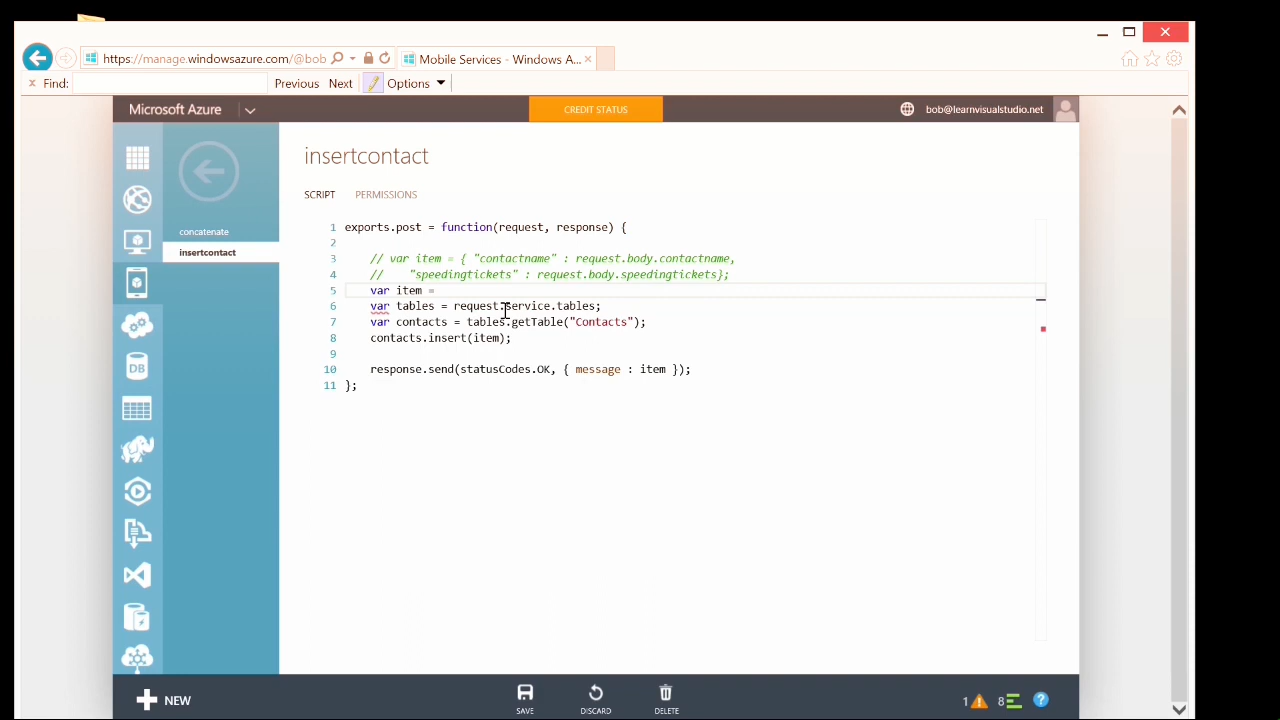 https://manage.windowsazure.com/@bob
Mobile Services - Windows A...
Find:
Previous
Next
Options
Microsoft Azure
CREDIT STATUS
bob@learnvisualstudio.net
concatenate
insertcontact
insertcontact
SCRIPT
PERMISSIONS
1 exports.post = function(request, response) {
2
3 // var item = { "contactname" : request.body.contactname,
4 //    "speedingtickets" : request.body.speedingtickets};
5 var item =
6 var tables = request.service.tables;
7 var contacts = tables.getTable("Contacts");
8 contacts.insert(item);
9
10 response.send(statusCodes.OK, { message : item });
11 };
DB
NEW
SAVE
DISCARD
DELETE
1
8
?